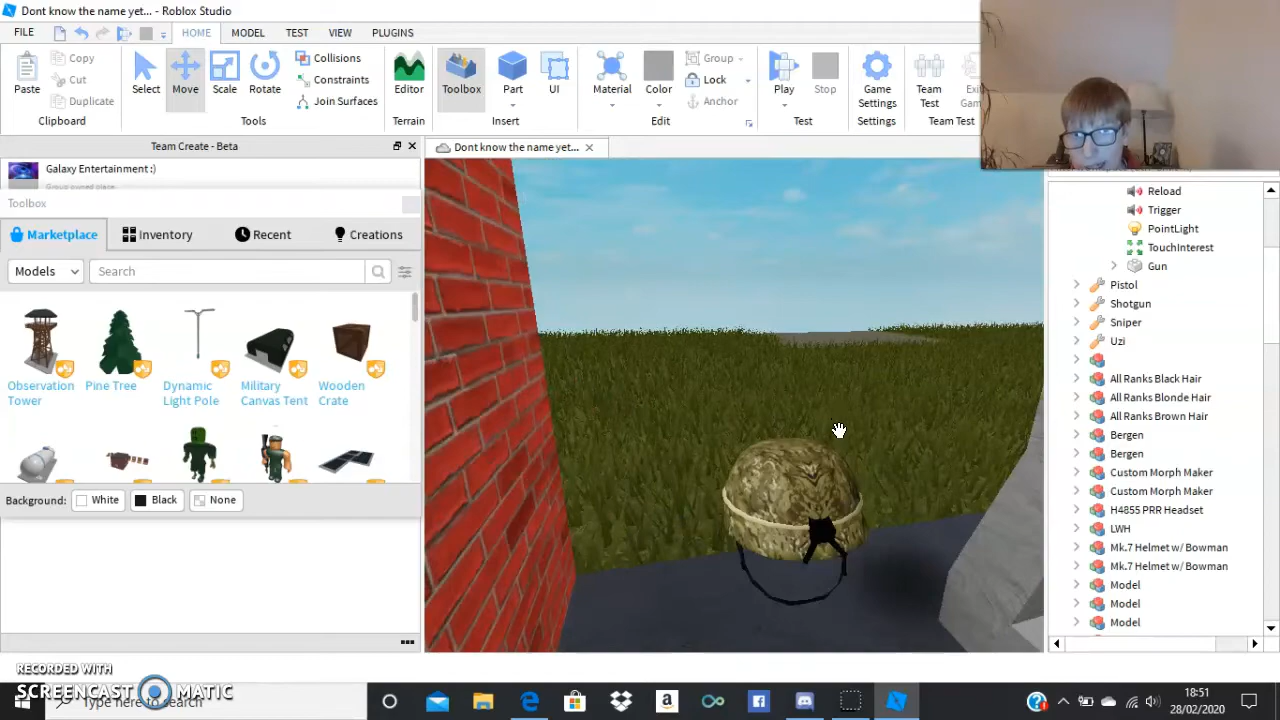 Dont know the name yet... - Roblox Studio
FILE HOME MODEL TEST VIEW PLUGINS
Paste Copy Cut Duplicate Clipboard
Select Move Scale Rotate Collisions Constraints Join Surfaces Tools
Editor Terrain
Toolbox Part UI Insert
Material Color Group Lock Anchor Edit
Play Stop Test
Game Settings Settings
Team Test Team Test
Team Create - Beta
Dont know the name yet...
Galaxy Entertainment :)
Group owned place
Toolbox
Marketplace Inventory Recent Creations
Models Search
Observation Tower
Pine Tree
Dynamic Light Pole
Military Canvas Tent
Wooden Crate
Background: White Black None
Reload
Trigger
PointLight
TouchInterest
Gun
Pistol
Shotgun
Sniper
Uzi
All Ranks Black Hair
All Ranks Blonde Hair
All Ranks Brown Hair
Bergen
Bergen
Custom Morph Maker
Custom Morph Maker
H4855 PRR Headset
LWH
Mk.7 Helmet w/ Bowman
Mk.7 Helmet w/ Bowman
Model
Model
Model
RECORDED WITH
SCREENCAST MATIC
Type here to search
18:51
28/02/2020